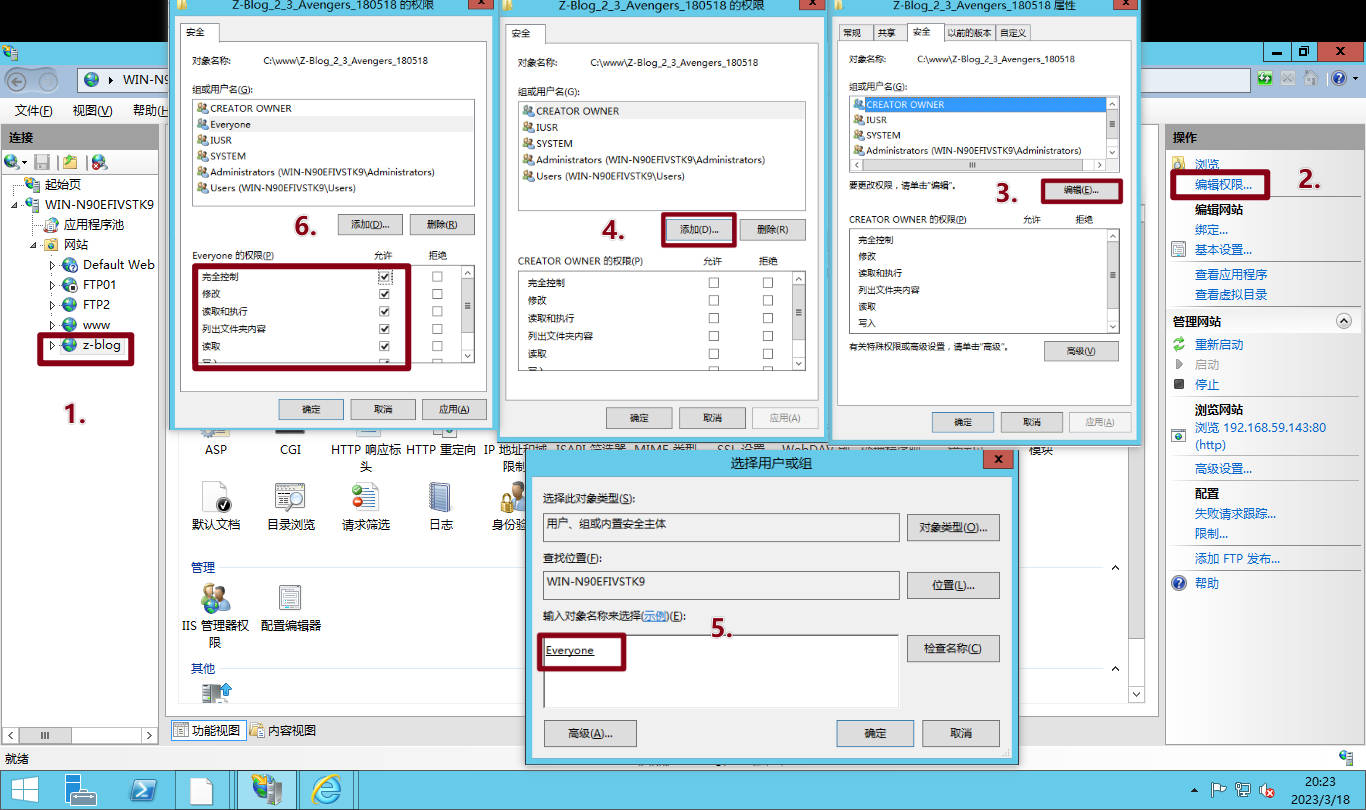 Z-Blog_2_3_Avengers_180518 的权限
安全
对象名称: C:\www\Z-Blog_2_3_Avengers_180518
组或用户名(G):
CREATOR OWNER
Everyone
IUSR
SYSTEM
Administrators (WIN-N90EFIVSTK9\Administrators)
Users (WIN-N90EFIVSTK9\Users)
6.
添加(D)...
删除(R)
Everyone 的权限(P) 允许 拒绝
完全控制
修改
读取和执行
列出文件夹内容
读取
确定
取消
应用(A)
Z-Blog_2_3_Avengers_180518 的权限
安全
对象名称: C:\www\Z-Blog_2_3_Avengers_180518
组或用户名(G):
CREATOR OWNER
IUSR
SYSTEM
Administrators (WIN-N90EFIVSTK9\Administrators)
Users (WIN-N90EFIVSTK9\Users)
4.
添加(D)...
删除(R)
CREATOR OWNER 的权限(P) 允许 拒绝
完全控制
修改
读取和执行
列出文件夹内容
读取
确定
取消
应用(A)
Z-Blog_2_3_Avengers_180518 属性
常规 共享 安全 以前的版本 自定义
对象名称: C:\www\Z-Blog_2_3_Avengers_180518
组或用户名(G):
CREATOR OWNER
IUSR
SYSTEM
Administrators (WIN-N90EFIVSTK9\Administrators)
要更改权限，请单击"编辑"。
3.
编辑(E)...
CREATOR OWNER 的权限(P) 允许 拒绝
完全控制
修改
读取和执行
列出文件夹内容
读取
写入
有关特殊权限或高级设置，请单击"高级"。
高级(V)
确定
取消
应用(A)
WIN-N9
文件(F) 视图(V) 帮助(H
连接
起始页
WIN-N90EFIVSTK9
应用程序池
网站
Default Web
FTP01
FTP2
www
z-blog
1.
ASP
CGI
HTTP 响应标头
HTTP 重定向
IP 地址和域限制
ISAPI 筛选器
MIME 类型
SSL 设置
模块
默认文档
目录浏览
请求筛选
日志
身份验
管理
IIS 管理器权限
配置编辑器
其他
功能视图
内容视图
就绪
选择用户或组
选择此对象类型(S):
用户、组或内置安全主体
对象类型(O)...
查找位置(F):
WIN-N90EFIVSTK9
位置(L)...
输入对象名称来选择(示例)(E):
5.
Everyone
检查名称(C)
高级(A)...
确定
取消
操作
浏览
编辑权限...
2.
编辑网站
绑定...
基本设置...
查看应用程序
查看虚拟目录
管理网站
重新启动
启动
停止
浏览网站
浏览 192.168.59.143:80
(http)
高级设置...
配置
失败请求跟踪...
限制...
添加 FTP 发布...
帮助
20:23
2023/3/18